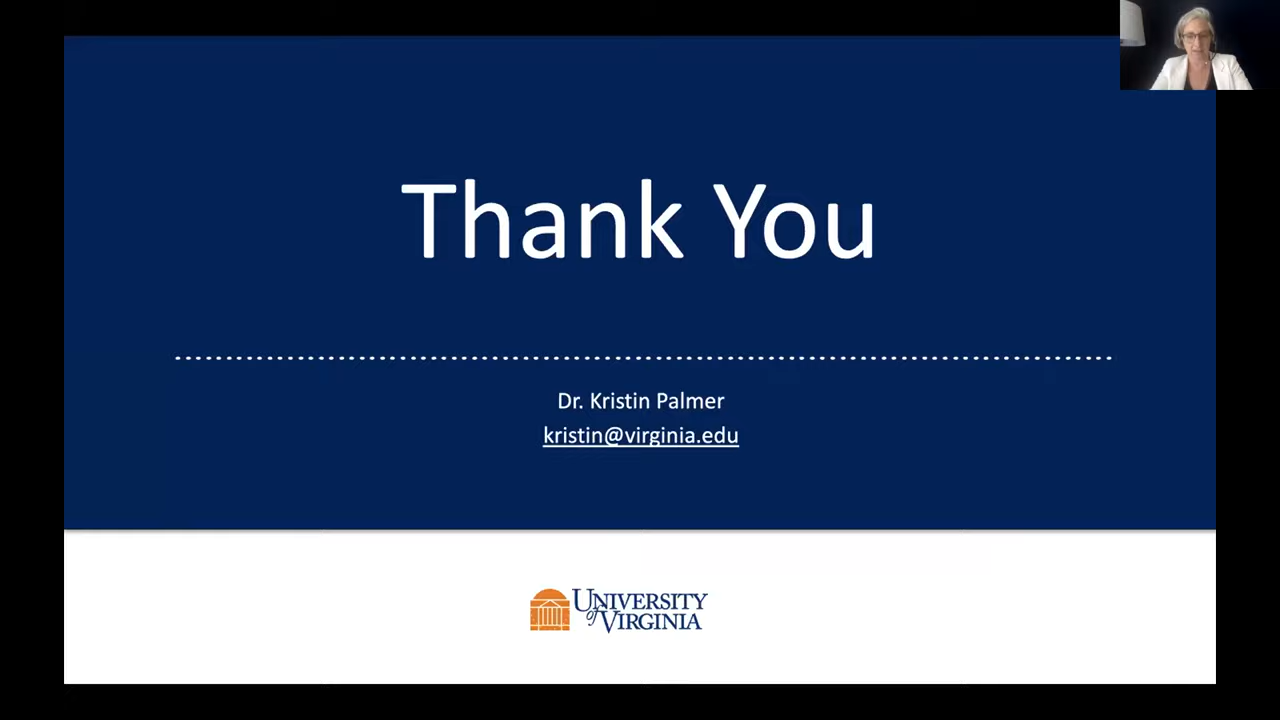 Thank You
Dr. Kristin Palmer
kristin@virginia.edu
UNIVERSITY
of VIRGINIA